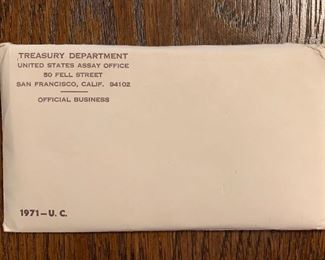 TREASURY DEPARTMENT
UNITED STATES ASSAY OFFICE
50 FELL STREET
SAN FRANCISCO, CALIF. 94102
OFFICIAL BUSINESS
1971—U. C.